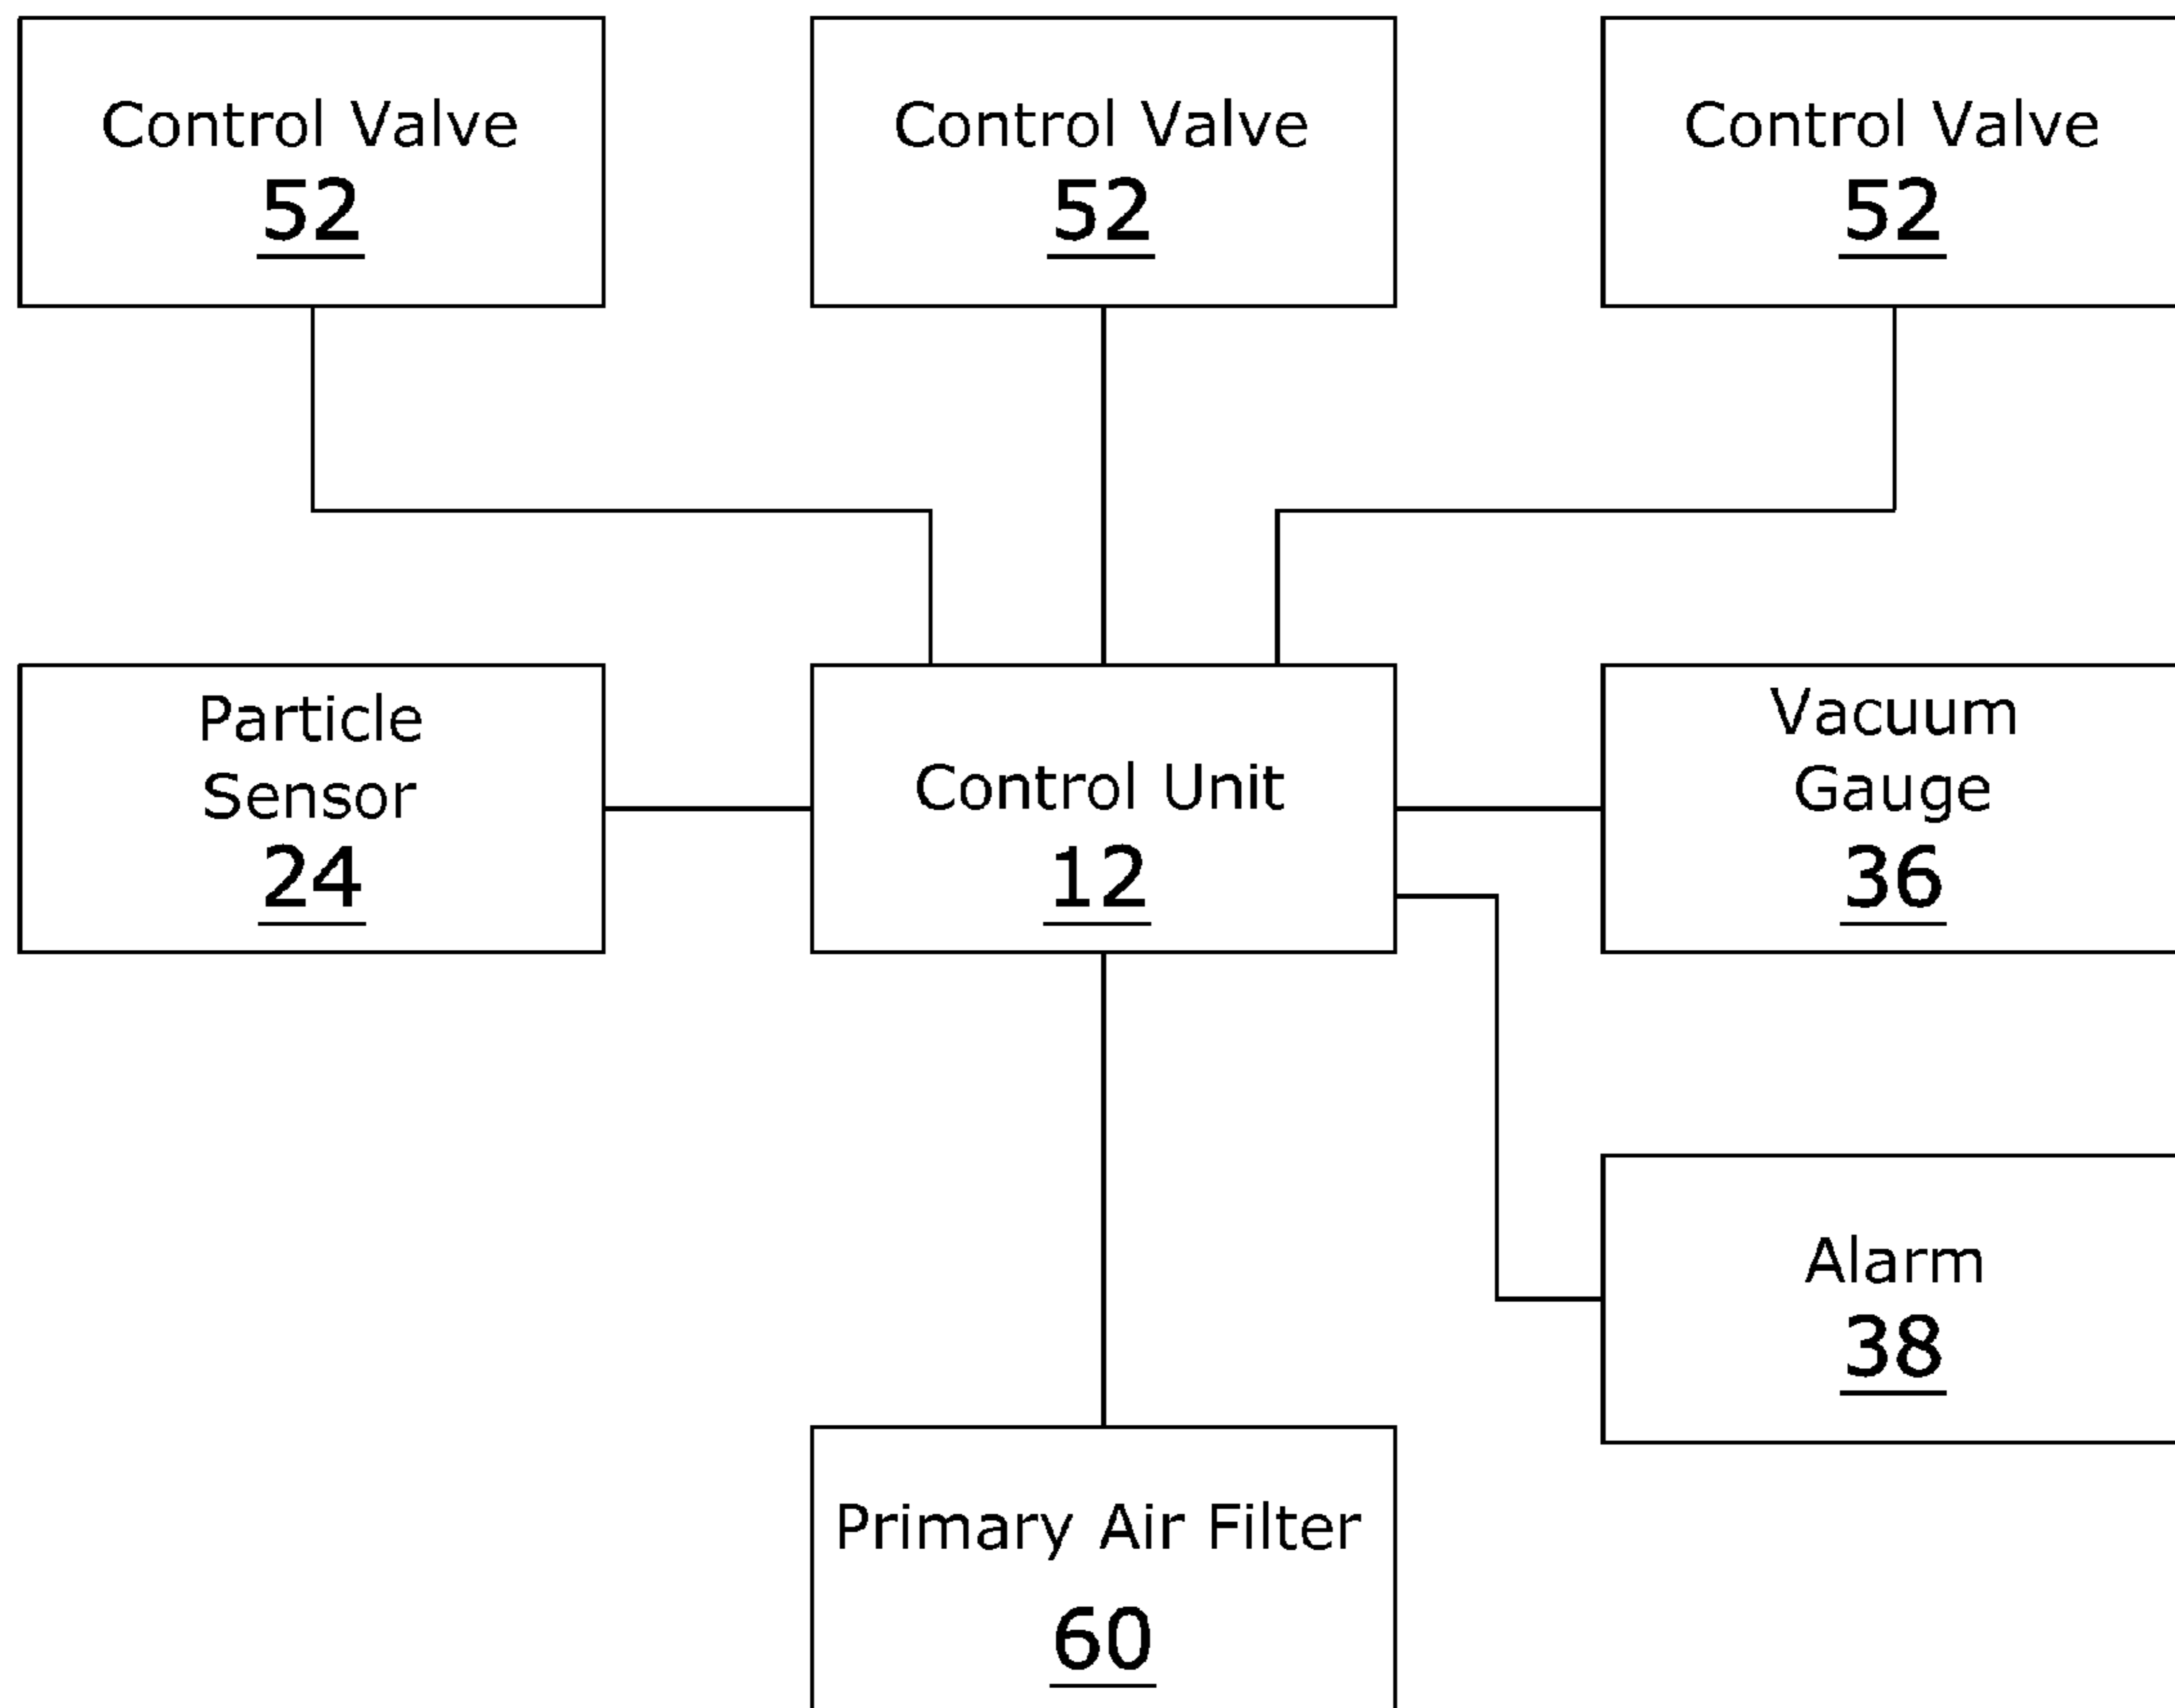 Control Valve
52
Control Valve
52
Control Valve
52
Particle
Sensor
24
Control Unit
12
Vacuum
Gauge
36
Alarm
38
Primary Air Filter
60